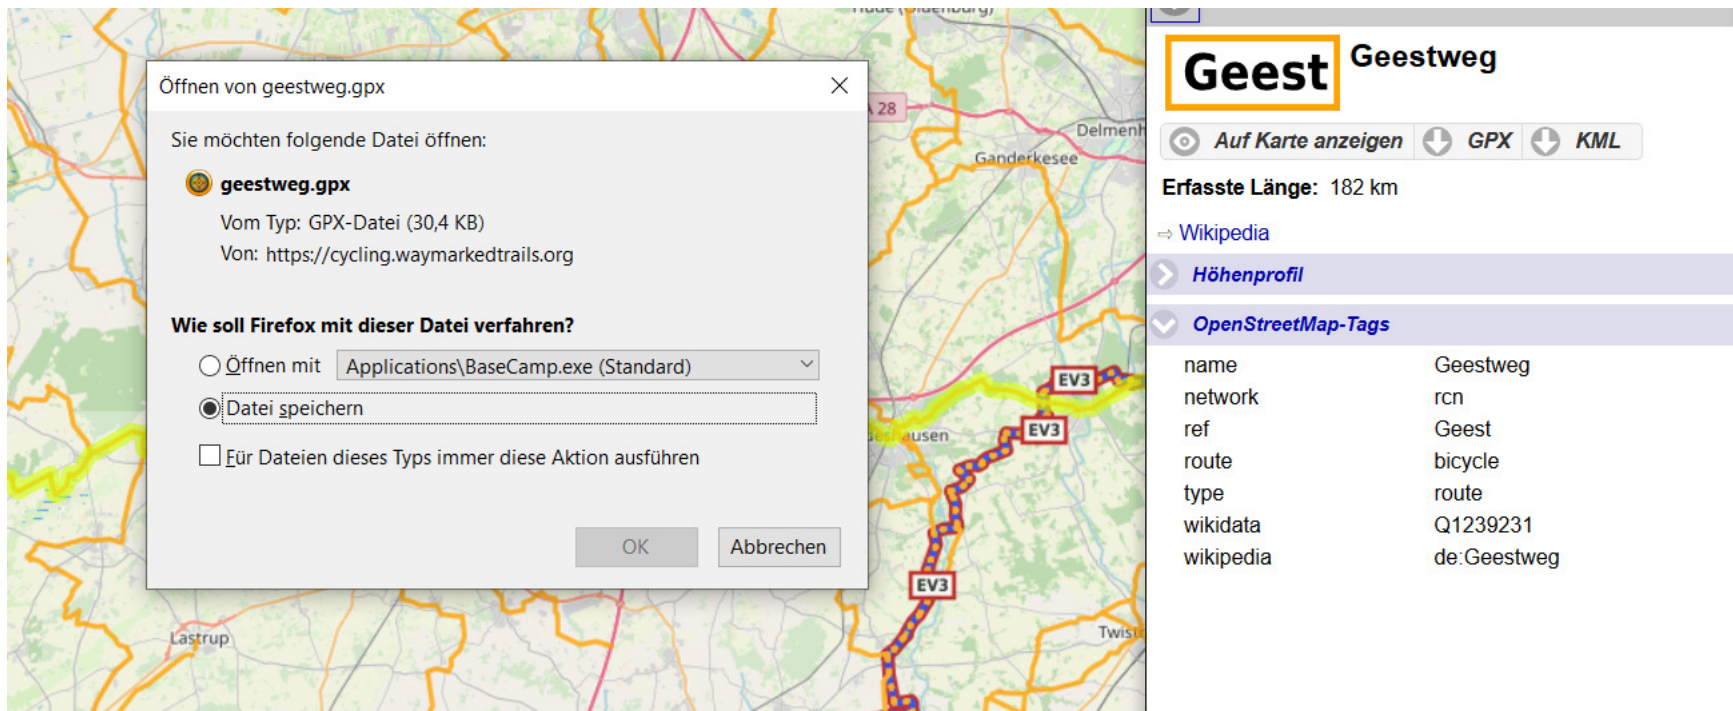 Öffnen von geestweg.gpx
Sie möchten folgende Datei öffnen:
geestweg.gpx
Vom Typ: GPX-Datei (30,4 KB)
Von: https://cycling.waymarkedtrails.org
Wie soll Firefox mit dieser Datei verfahren?
Öffnen mit Applications\BaseCamp.exe (Standard)
Datei speichern
Für Dateien dieses Typs immer diese Aktion ausführen
OK Abbrechen
28
Delmenh
Ganderkesee
EV3
EV3
EV3
Lastrup
Twist
Geest Geestweg
Auf Karte anzeigen GPX KML
Erfasste Länge: 182 km
⇨ Wikipedia
Höhenprofil
OpenStreetMap-Tags
name Geestweg
network rcn
ref Geest
route bicycle
type route
wikidata Q1239231
wikipedia de:Geestweg